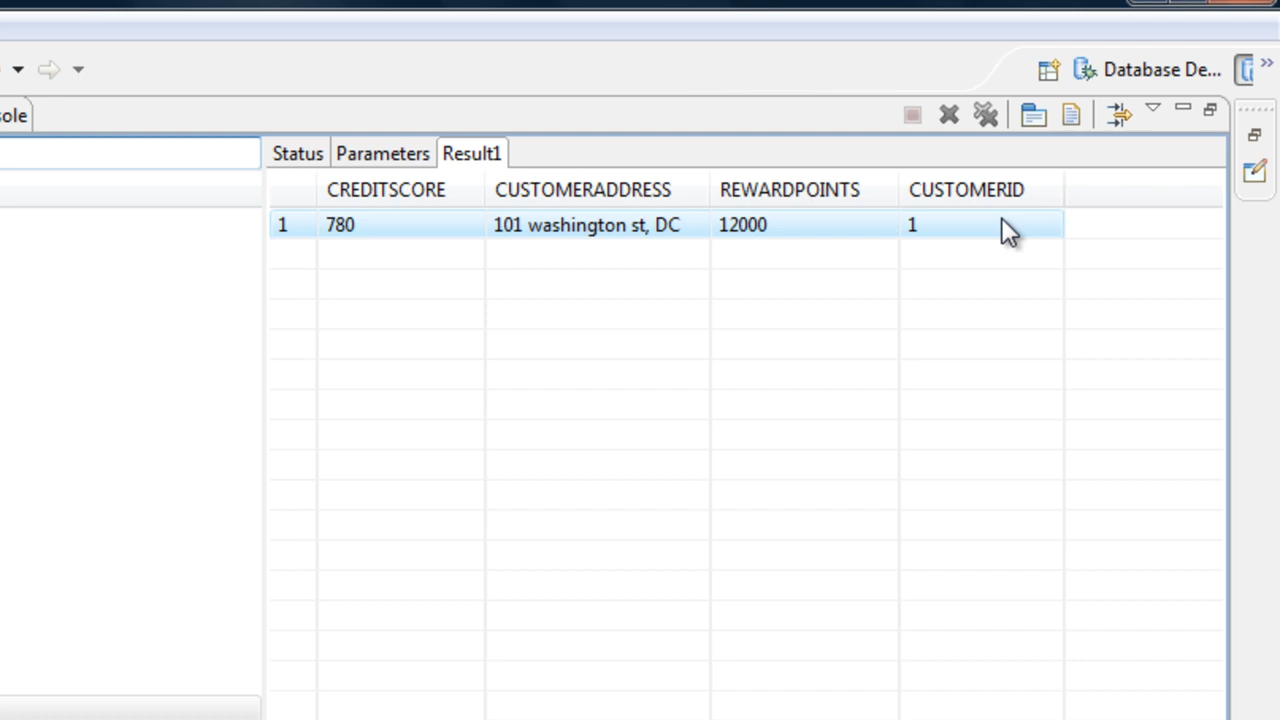 Database De...
ole
Status Parameters Result1
CREDITSCORE CUSTOMERADDRESS REWARDPOINTS CUSTOMERID
1 780 101 washington st, DC 12000 1